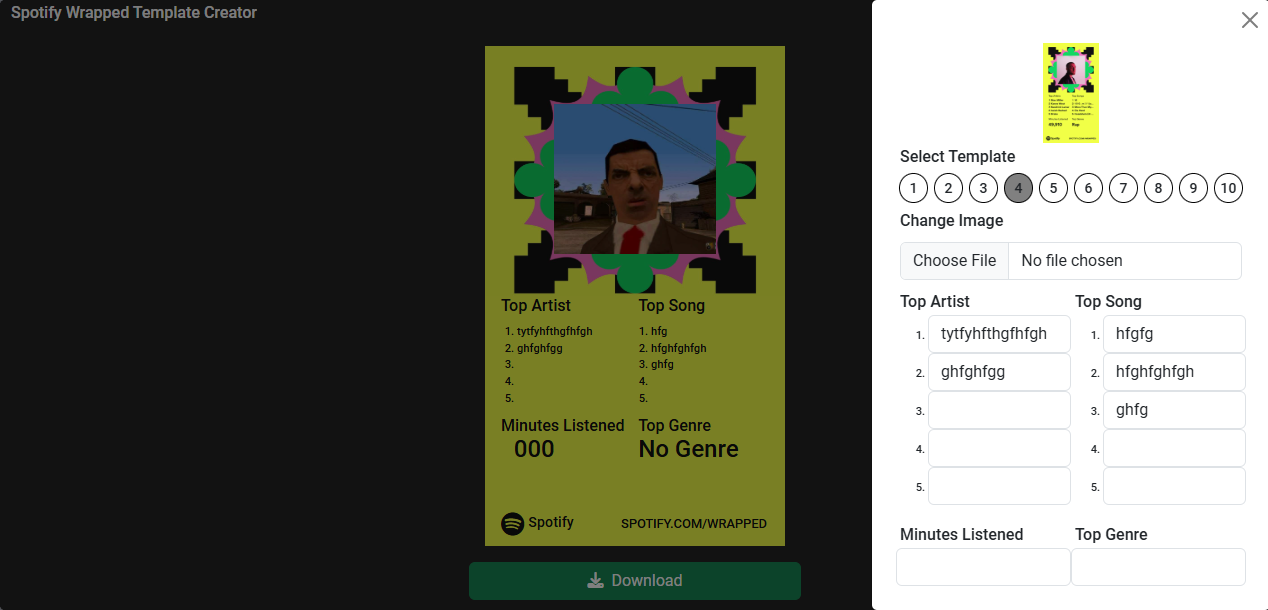 Spotify Wrapped Template Creator
Top Artist
1. tytfyhfthgfhfgh
2. ghfghfgg
3.
4.
5.
Top Song
1. hfg
2. hfghfghfgh
3. ghfg
4.
5.
Minutes Listened
000
Top Genre
No Genre
Spotify
SPOTIFY.COM/WRAPPED
Download
Select Template
1 2 3 4 5 6 7 8 9 10
Change Image
Choose File No file chosen
Top Artist
1. tytfyhfthgfhfgh
2. ghfghfgg
3.
4.
5.
Top Song
1. hfgfg
2. hfghfghfgh
3. ghfg
4.
5.
Minutes Listened
Top Genre